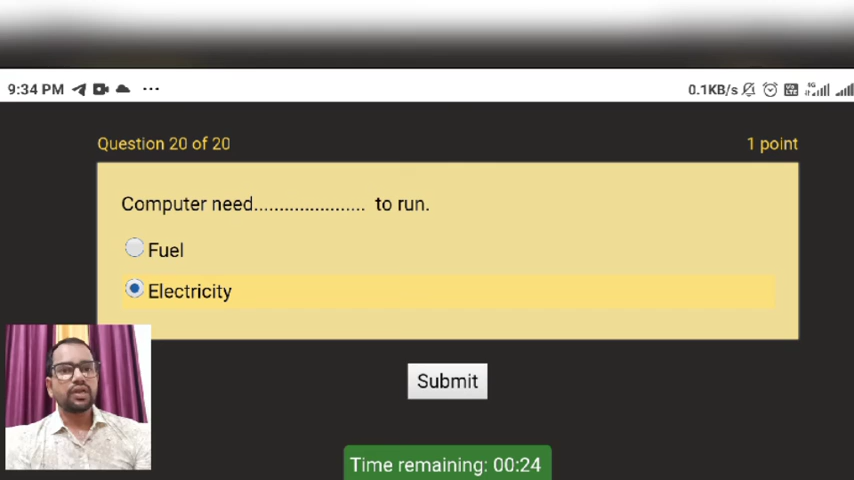 9:34 PM
0.1KB/s
Question 20 of 20
1 point
Computer need...................... to run.
Fuel
Electricity
Submit
Time remaining: 00:24